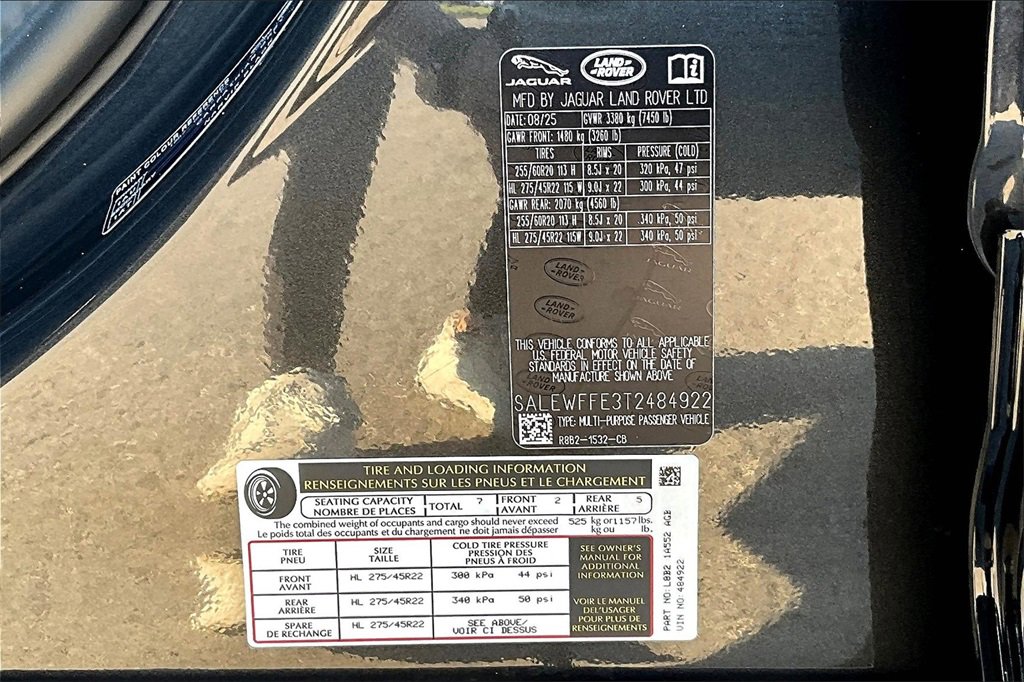 PAINT COLOUR REFERENCE
JAGUAR
LAND-ROVER
MFD BY JAGUAR LAND ROVER LTD
DATE: 08/25 GVWR 3380 kg (7450 lb)
GAWR FRONT: 1480 kg (3260 lb)
TIRES RIMS PRESSURE (COLD)
255/60R20 113 H 8.5J x 20 320 kPa, 47 psi
HL 275/45R22 115 W 9.0J x 22 300 kPa, 44 psi
GAWR REAR: 2070 kg (4560 lb)
255/60R20 113 H 8.5J x 20 340 kPa, 50 psi
HL 275/45R22 115W 9.0J x 22 340 kPa, 50 psi
JAGUAR
LAND-ROVER
JAGUAR
LAND-ROVER
THIS VEHICLE CONFORMS TO ALL APPLICABLE
U.S. FEDERAL MOTOR VEHICLE SAFETY
STANDARDS IN EFFECT ON THE DATE OF
MANUFACTURE SHOWN ABOVE
LAND-ROVER
SALEWFFE3T2484922
TYPE: MULTI-PURPOSE PASSENGER VEHICLE
R8B2-1532-CB
TIRE AND LOADING INFORMATION
RENSEIGNEMENTS SUR LES PNEUS ET LE CHARGEMENT
SEATING CAPACITY
NOMBRE DE PLACES
TOTAL 7
FRONT 2
AVANT
REAR 5
ARRIÈRE
The combined weight of occupants and cargo should never exceed 525 kg or 1157 lbs.
Le poids total des occupants et du chargement ne doit jamais dépasser kg ou lb.
TIRE
PNEU
SIZE
TAILLE
COLD TIRE PRESSURE
PRESSION DES
PNEUS À FROID
FRONT
AVANT
HL 275/45R22
300 kPa 44 psi
REAR
ARRIÈRE
HL 275/45R22
340 kPa 50 psi
SPARE
DE RECHANGE
HL 275/45R22
SEE ABOVE/
VOIR CI DESSUS
SEE OWNER'S
MANUAL FOR
ADDITIONAL
INFORMATION
VOIR LE MANUEL
DEL'USAGER
POUR PLUS DE
RENSEIGNEMENTS
PART NO: L8B2 1A552 AGB
VIN NO: 484922